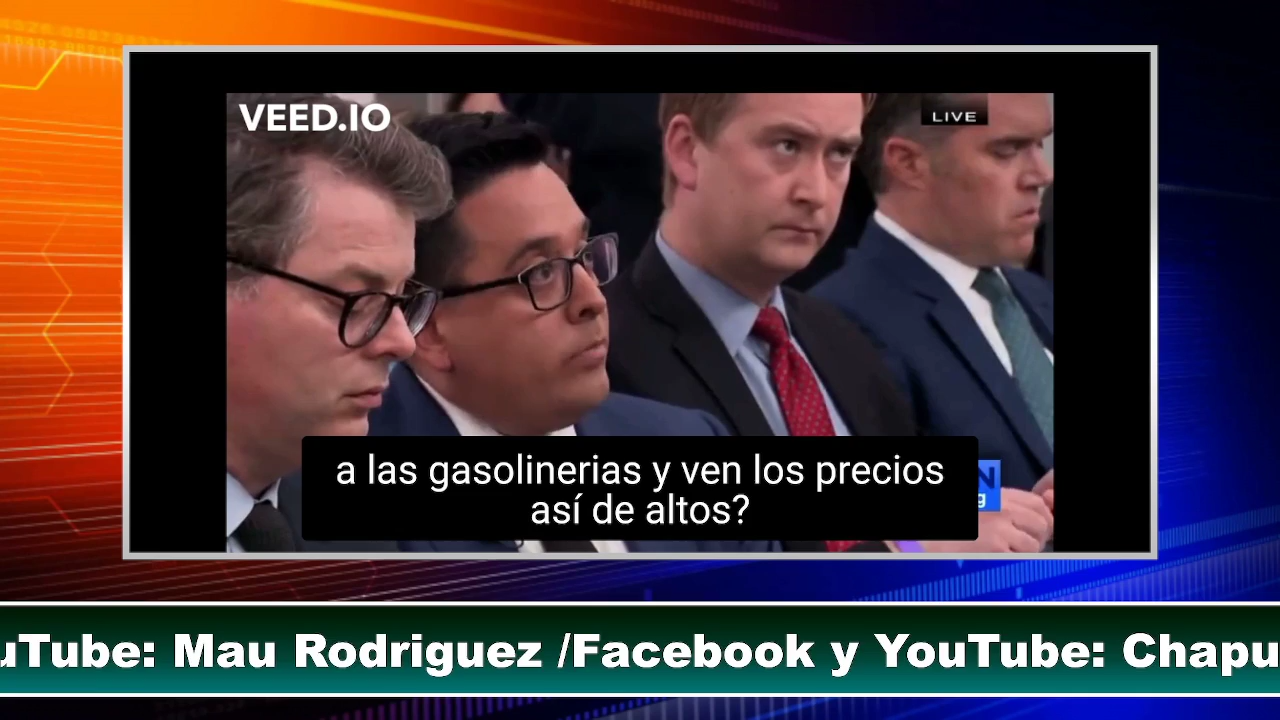 VEED.IO
LIVE
N
g
a las gasolinerias y ven los precios
así de altos?
uTube: Mau Rodriguez /Facebook y YouTube: Chapu